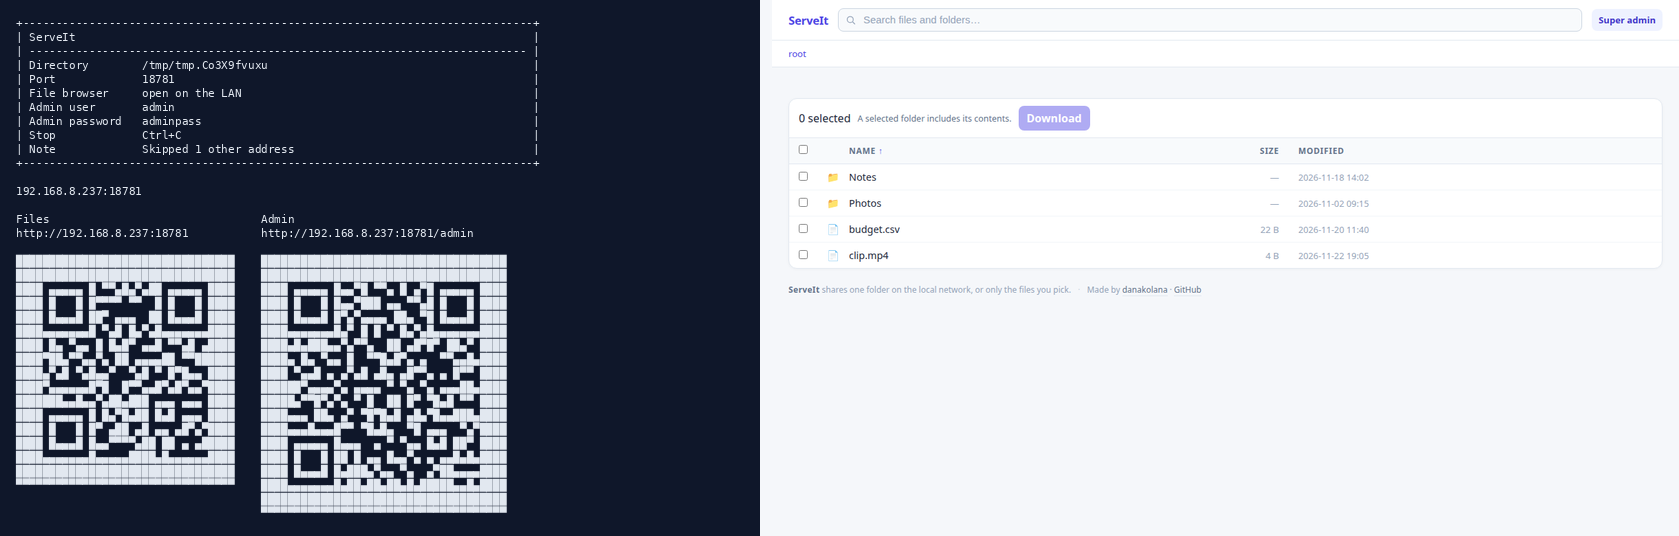 ServeIt
Directory /tmp/tmp.Co3X9fvuxu
Port 18781
File browser open on the LAN
Admin user admin
Admin password adminpass
Stop Ctrl+C
Note Skipped 1 other address
192.168.8.237:18781
Files Admin
http://192.168.8.237:18781 http://192.168.8.237:18781/admin
ServeIt Search files and folders… Super admin
root
0 selected A selected folder includes its contents. Download
NAME ↑ SIZE MODIFIED
Notes — 2026-11-18 14:02
Photos — 2026-11-02 09:15
budget.csv 22 B 2026-11-20 11:40
clip.mp4 4 B 2026-11-22 19:05
ServeIt shares one folder on the local network, or only the files you pick. · Made by danakolana · GitHub